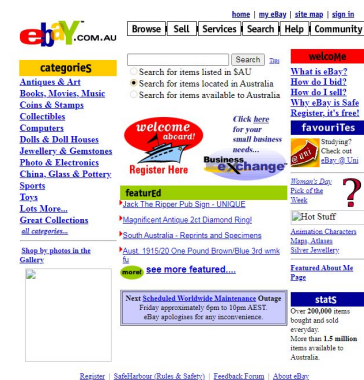 home | my eBay | site map | sign in
ebaY.COM.AU
Browse | Sell | Services | Search | Help | Community
categorieS
Antiques & Art
Books, Movies, Music
Coins & Stamps
Collectibles
Computers
Dolls & Doll Houses
Jewellery & Gemstones
Photo & Electronics
China, Glass & Pottery
Sports
Toys
Lots More...
Great Collections
all categories...
Shop by photos in the
Gallery
Search Tips
Search for items listed in $AU
Search for items located in Australia
Search for items available to Australia
welcome
aboard!
Register Here
Click here
for your
small business
needs...
Business
eXchange
featurEd
Jack The Ripper Pub Sign - UNIQUE
Magnificent Antique 2ct Diamond Ring!
South Australia - Reprints and Specimens
Aust. 1915/20 One Pound Brown/Blue 3rd wmk
fu
more! see more featured....
Next Scheduled Worldwide Maintenance Outage
Friday approximately 6pm to 10pm AEST.
eBay apologises for any inconvenience.
welcoMe
What is eBay?
How do I bid?
How do I sell?
Why eBay is Safe
Register, it's free!
favouriTes
@uni
Studying?
Check out
eBay @ Uni
Woman's Day
Pick of the
Week
?
Hot Stuff
Animation Characters
Maps, Atlases
Silver Jewellery
Featured About Me
Page
statS
Over 200,000 items
bought and sold
everyday.
More than 1.5 million
items available to
Australia.
Register | SafeHarbour (Rules & Safety) | Feedback Forum | About eBay